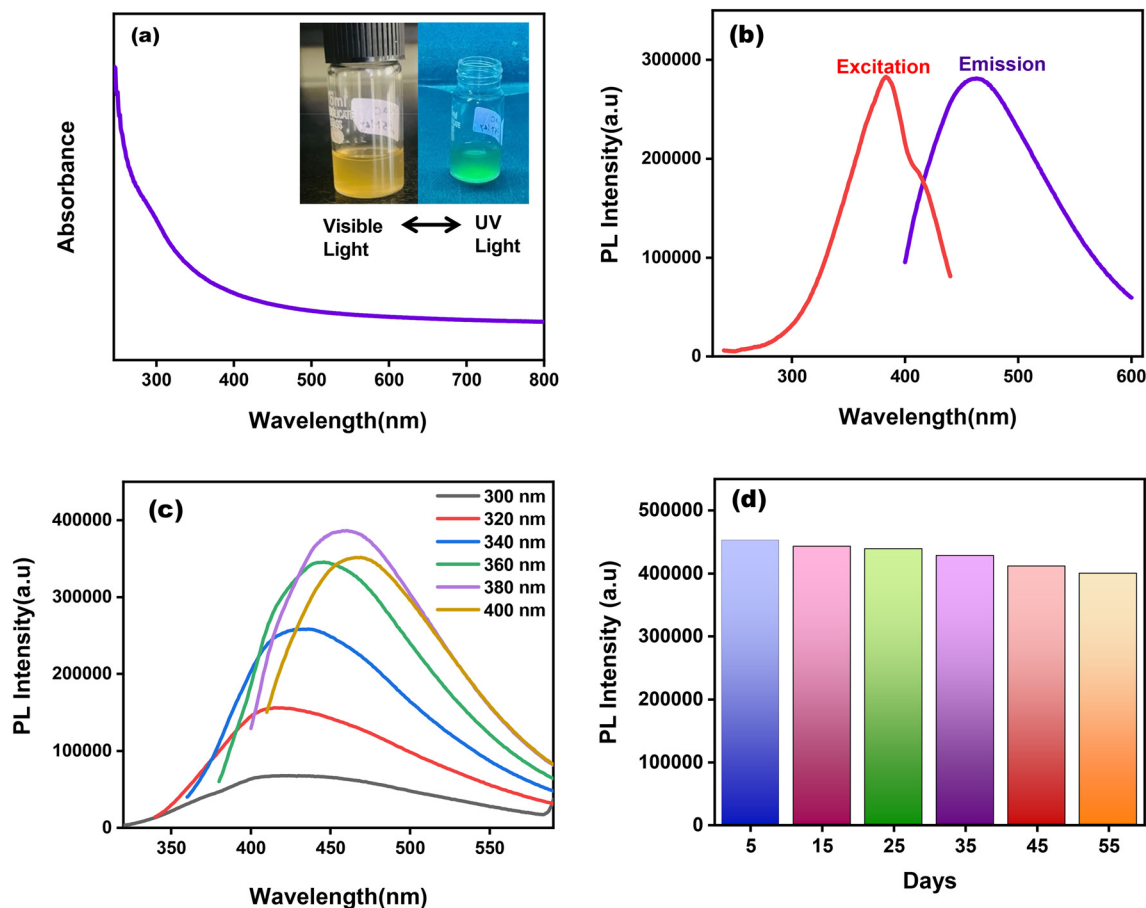 (a)
Absorbance
Visible
Light
UV
Light
300
400
500
600
700
800
Wavelength(nm)
(b)
Excitation
Emission
PL Intensity(a.u)
300000
200000
100000
0
300
400
500
600
Wavelength(nm)
(c)
300 nm
320 nm
340 nm
360 nm
380 nm
400 nm
PL Intensity(a.u)
400000
300000
200000
100000
0
350
400
450
500
550
Wavelength(nm)
(d)
PL Intensity (a.u)
500000
400000
300000
200000
100000
0
5
15
25
35
45
55
Days